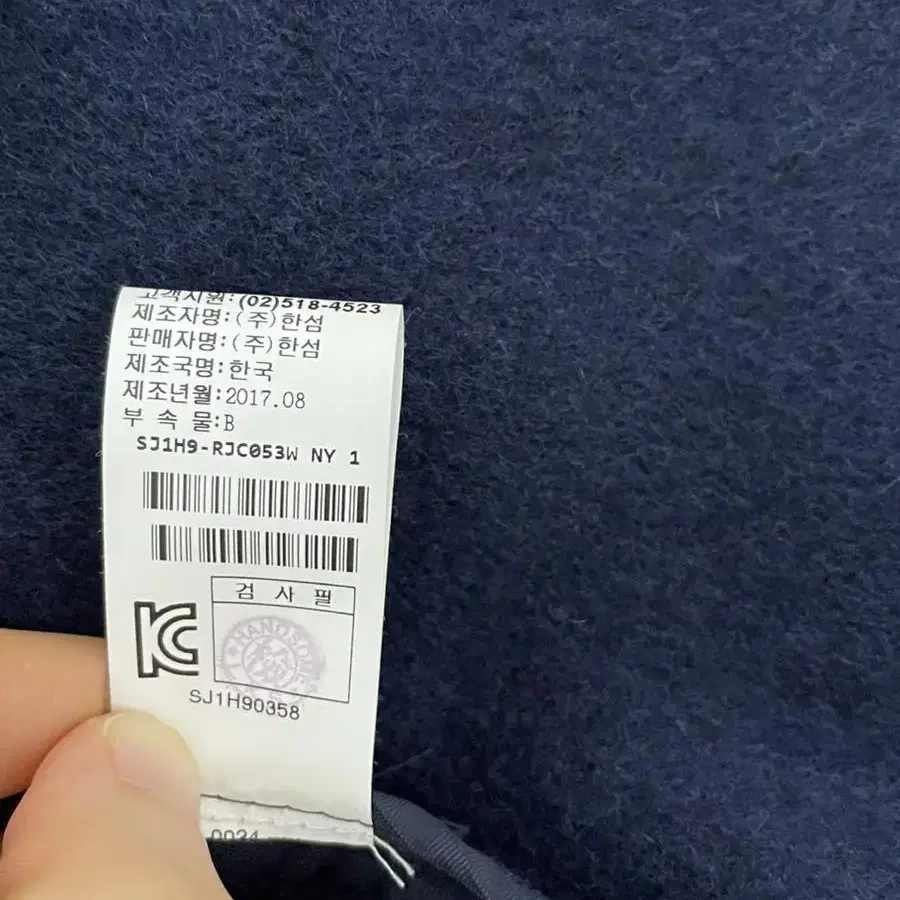 고객지원:(02)518-4523
제조자명:(주)한섬
판매자명:(주)한섬
제조국명:한국
제조년월:2017.08
부 속 물:B
SJ1H9-RJC053W NY 1
검 사 필
HANDSOME
SJ1H90358
0024